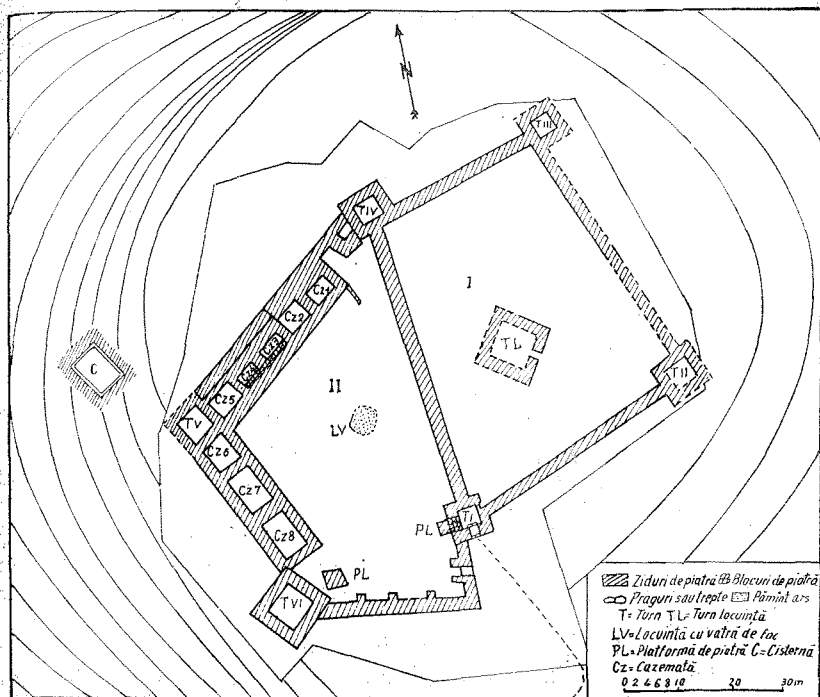 N
TIII
TIV
I
Cz1
Cz2
TL
Cz3
C
Cz4
TII
II
Cz5
TV
LV
Cz6
Cz7
TI
PL
Cz8
PL
TVI
Ziduri de piatră Blocuri de piatră
Praguri sau trepte Pămînt ars
T= Turn TL= Turn locuință
LV=Locuință cu vatră de foc
PL=Platformă de piatră C=Cisternă
Cz=Cazemată
0 2 4 6 8 10 20 30m